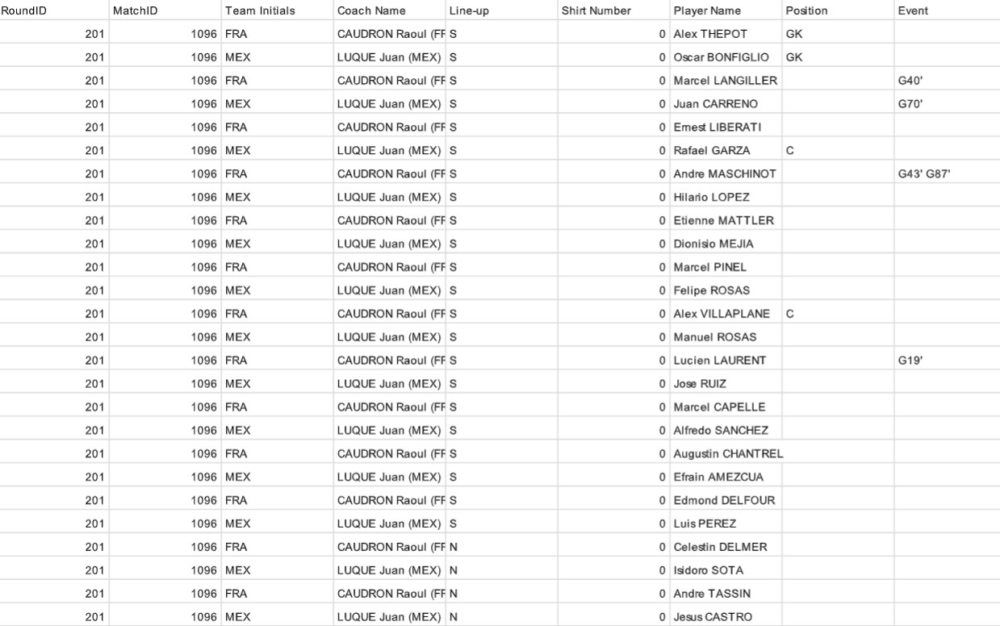 RoundID MatchID Team Initials Coach Name Line-up Shirt Number Player Name Position Event
201 1096 FRA CAUDRON Raoul (FF S 0 Alex THEPOT GK
201 1096 MEX LUQUE Juan (MEX) S 0 Oscar BONFIGLIO GK
201 1096 FRA CAUDRON Raoul (FF S 0 Marcel LANGILLER G40'
201 1096 MEX LUQUE Juan (MEX) S 0 Juan CARRENO G70'
201 1096 FRA CAUDRON Raoul (FF S 0 Ernest LIBERATI
201 1096 MEX LUQUE Juan (MEX) S 0 Rafael GARZA C
201 1096 FRA CAUDRON Raoul (FF S 0 Andre MASCHINOT G43' G87'
201 1096 MEX LUQUE Juan (MEX) S 0 Hilario LOPEZ
201 1096 FRA CAUDRON Raoul (FF S 0 Etienne MATTLER
201 1096 MEX LUQUE Juan (MEX) S 0 Dionisio MEJIA
201 1096 FRA CAUDRON Raoul (FF S 0 Marcel PINEL
201 1096 MEX LUQUE Juan (MEX) S 0 Felipe ROSAS
201 1096 FRA CAUDRON Raoul (FF S 0 Alex VILLAPLANE C
201 1096 MEX LUQUE Juan (MEX) S 0 Manuel ROSAS
201 1096 FRA CAUDRON Raoul (FF S 0 Lucien LAURENT G19'
201 1096 MEX LUQUE Juan (MEX) S 0 Jose RUIZ
201 1096 FRA CAUDRON Raoul (FF S 0 Marcel CAPELLE
201 1096 MEX LUQUE Juan (MEX) S 0 Alfredo SANCHEZ
201 1096 FRA CAUDRON Raoul (FF S 0 Augustin CHANTREL
201 1096 MEX LUQUE Juan (MEX) S 0 Efrain AMEZCUA
201 1096 FRA CAUDRON Raoul (FF S 0 Edmond DELFOUR
201 1096 MEX LUQUE Juan (MEX) S 0 Luis PEREZ
201 1096 FRA CAUDRON Raoul (FF N 0 Celestin DELMER
201 1096 MEX LUQUE Juan (MEX) N 0 Isidoro SOTA
201 1096 FRA CAUDRON Raoul (FF N 0 Andre TASSIN
201 1096 MEX LUQUE Juan (MEX) N 0 Jesus CASTRO